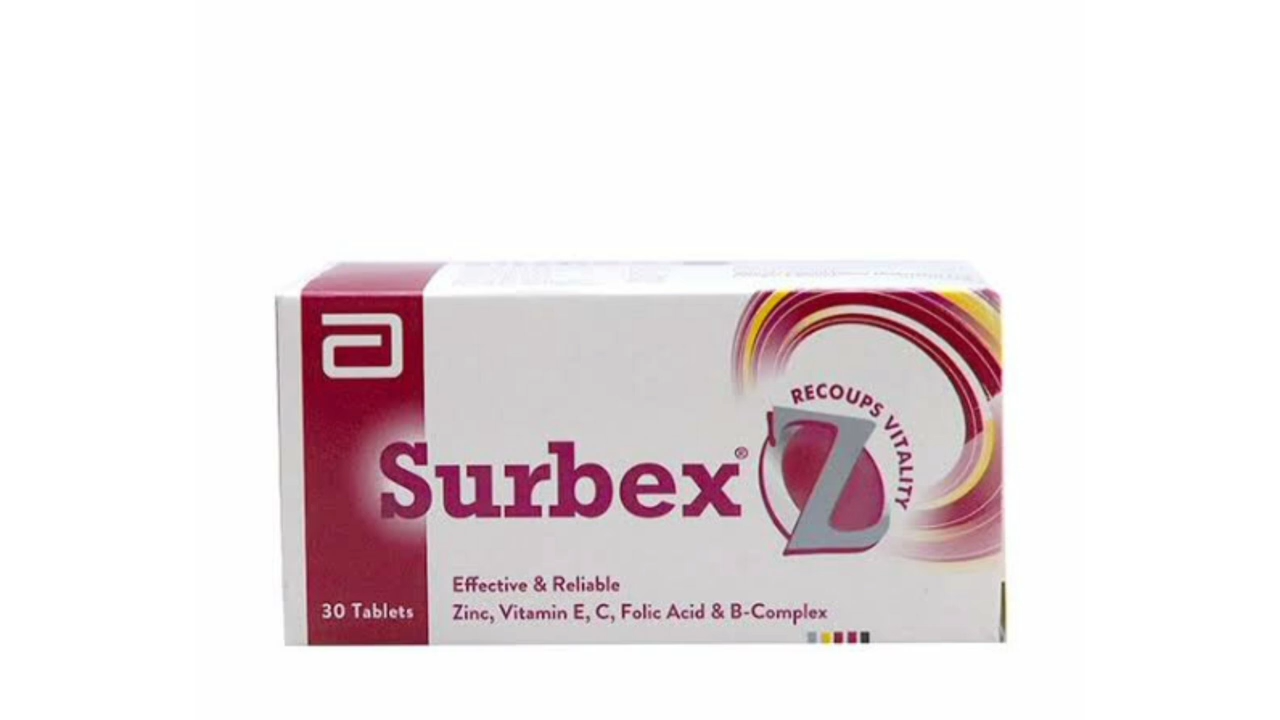 RECOUPS VITALITY
Surbex® Z
Effective & Reliable
30 Tablets
Zinc, Vitamin E, C, Folic Acid & B-Complex